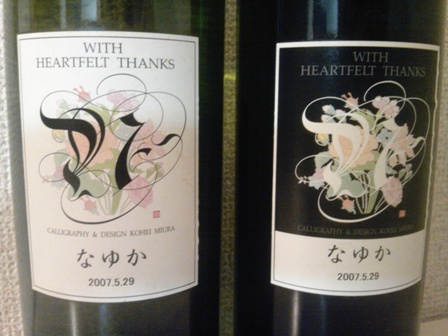 WITH
HEARTFELT THANKS
CALLIGRAPHY & DESIGN KOHEI MIURA
なゆか
2007.5.29
WITH
HEARTFELT THANKS
CALLIGRAPHY & DESIGN KOHEI MIURA
なゆか
2007.5.29